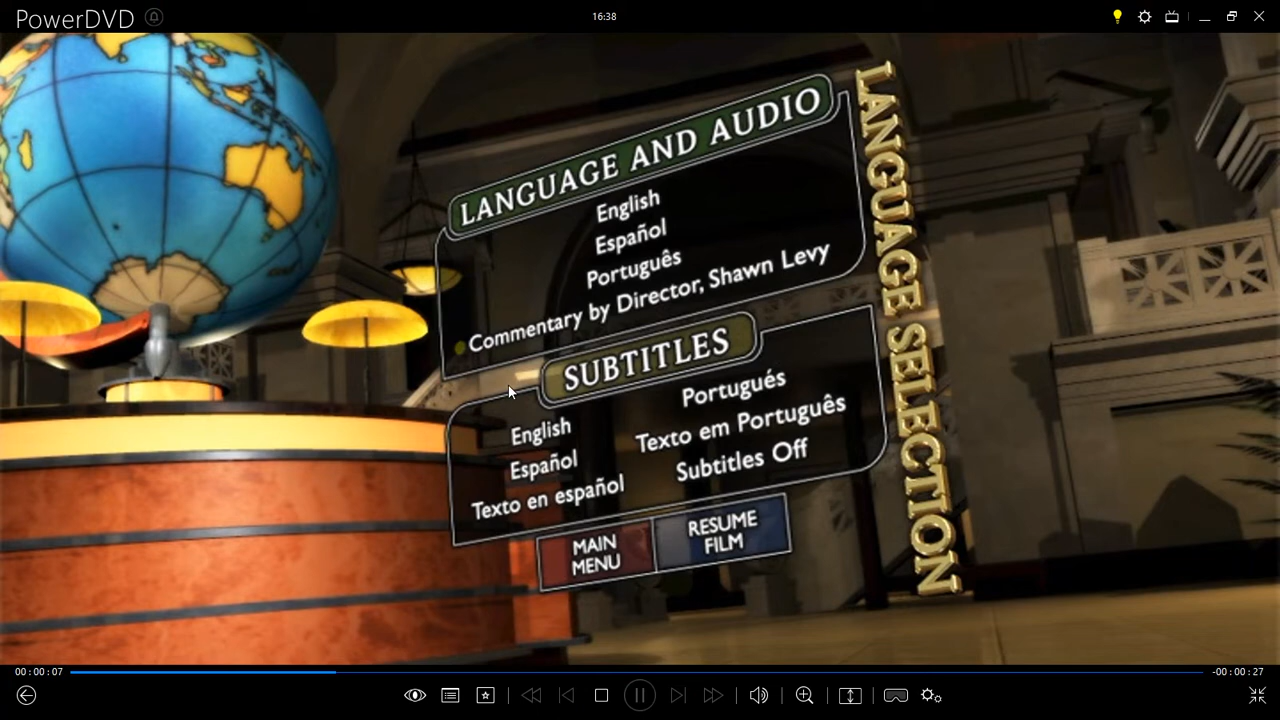 PowerDVD
16:38
LANGUAGE AND AUDIO
English
Español
Português
Commentary by Director, Shawn Levy
SUBTITLES
English
Español
Texto en español
Portugués
Texto em Português
Subtitles Off
MAIN
MENU
RESUME
FILM
LANGUAGE SELECTION
00:00:07
-00:00:27